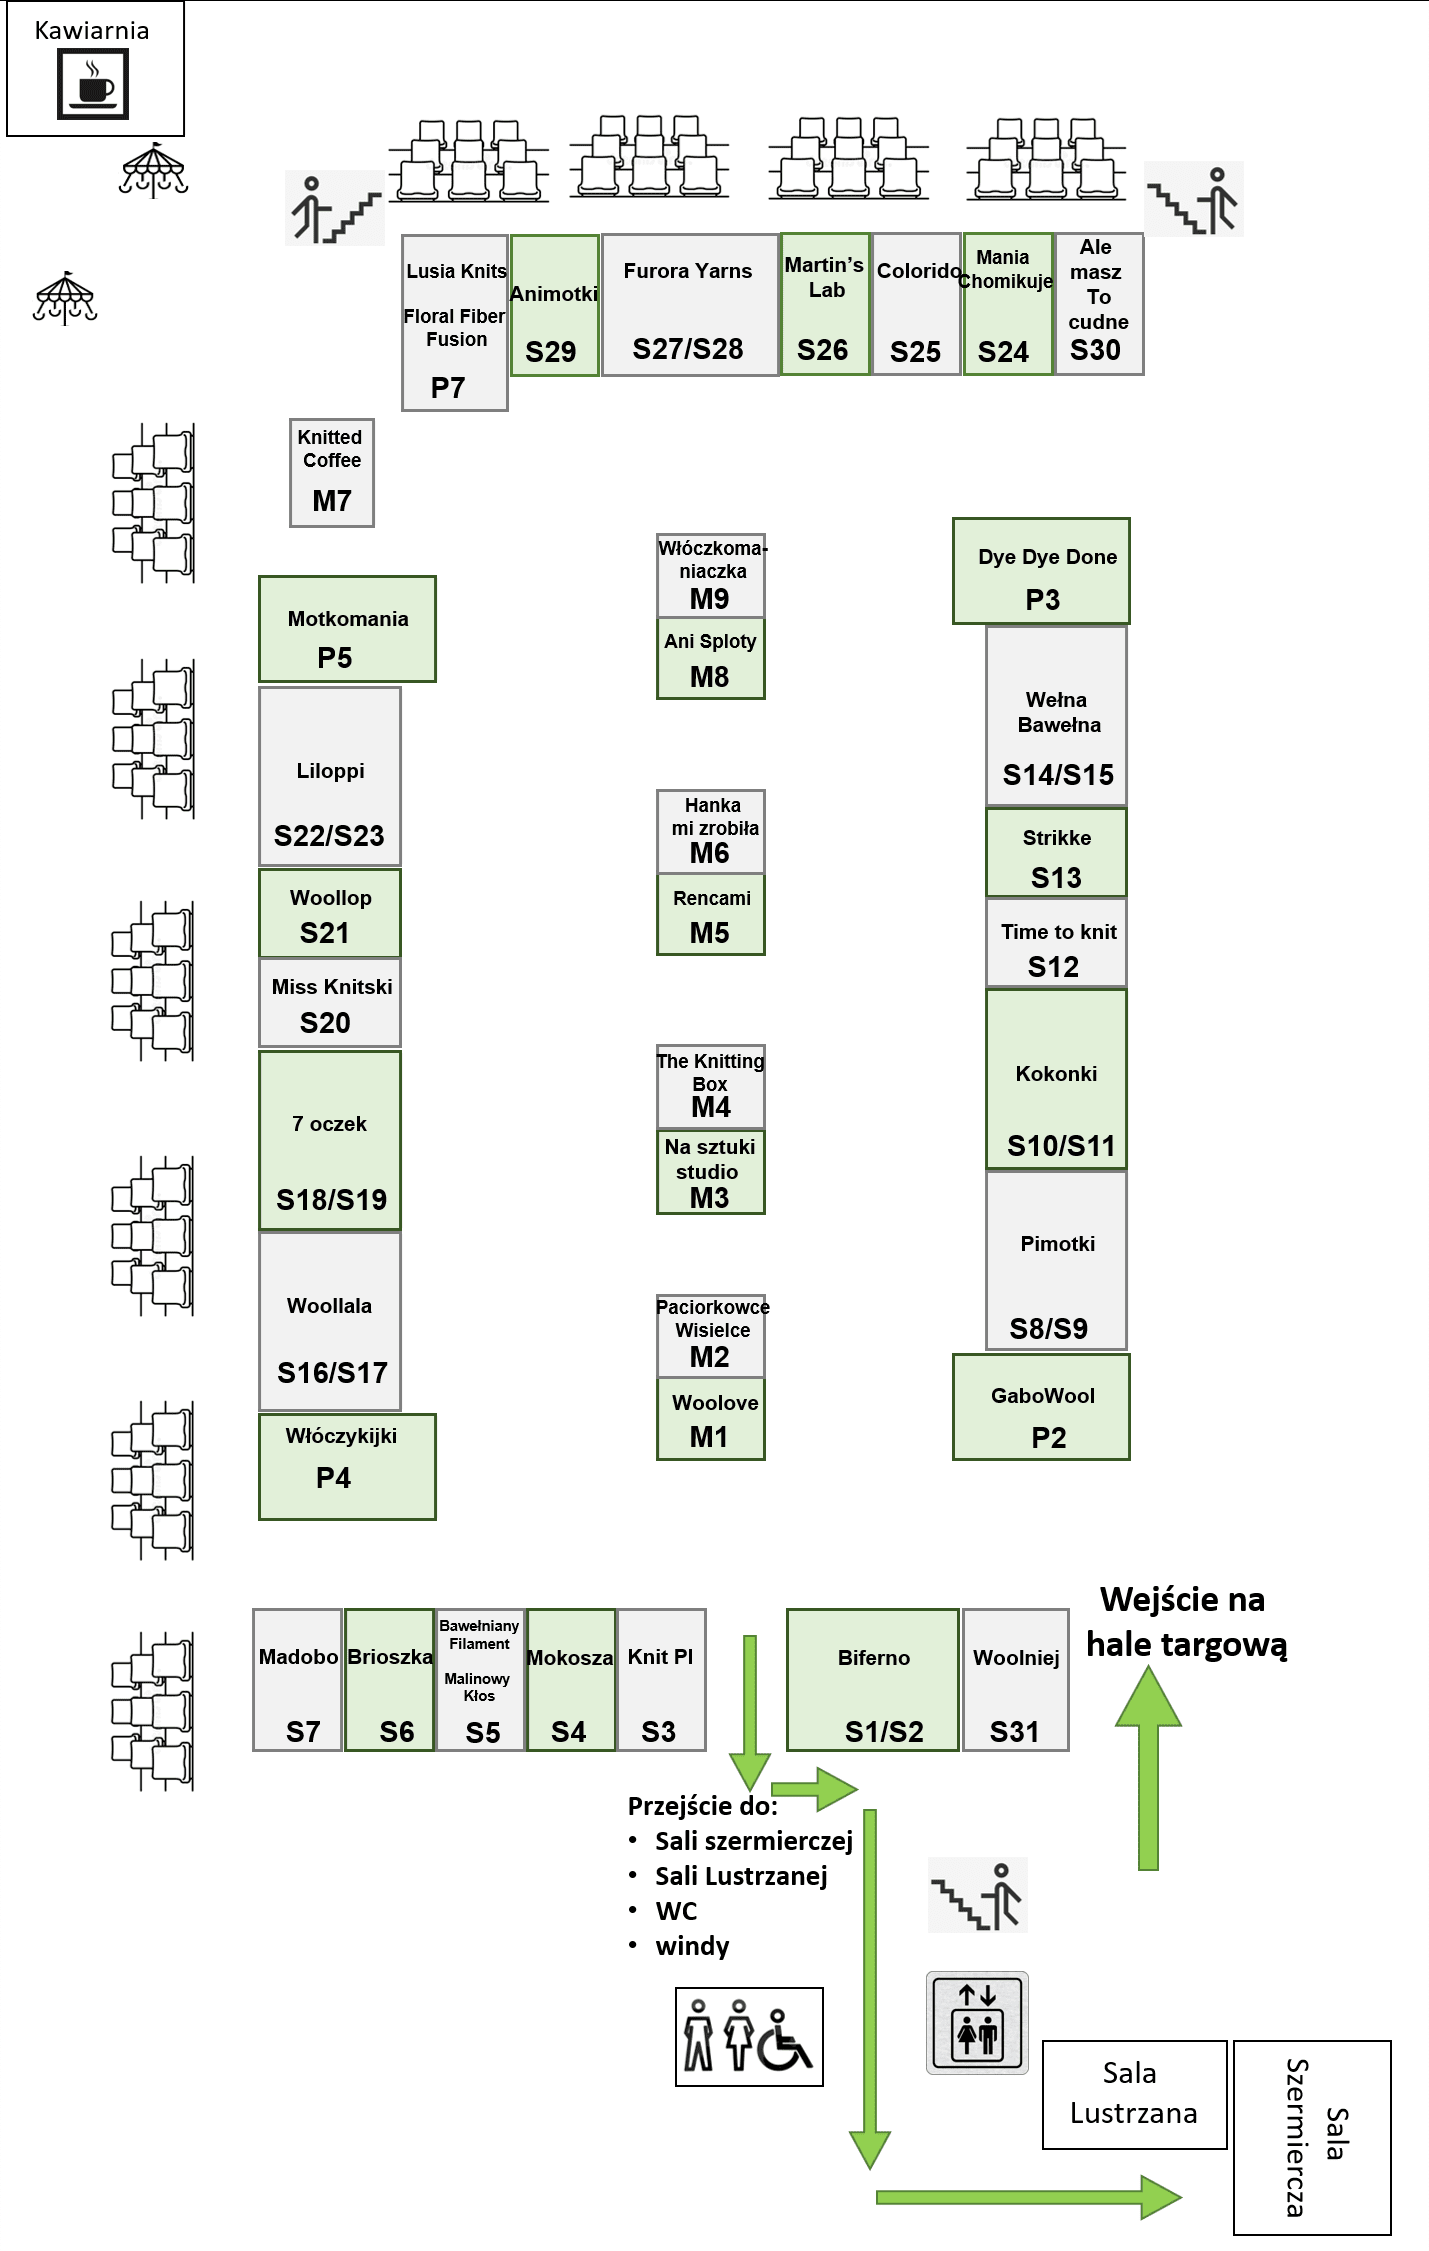 Kawiarnia
Lusia Knits
Floral Fiber
Fusion
P7
Animotki
S29
Furora Yarns
S27/S28
Martin's
Lab
S26
Colorido
S25
Mania
Chomikuje
S24
Ale
masz
To
cudne
S30
Knitted
Coffee
M7
Motkomania
P5
Liloppi
S22/S23
Woollop
S21
Miss Knitski
S20
7 oczek
S18/S19
Woollala
S16/S17
Włóczykijki
P4
Włóczkoma-
niaczka
M9
Ani Sploty
M8
Hanka
mi zrobiła
M6
Rencami
M5
The Knitting
Box
M4
Na sztuki
studio
M3
Paciorkowce
Wisielce
M2
Woolove
M1
Dye Dye Done
P3
Wełna
Bawełna
S14/S15
Strikke
S13
Time to knit
S12
Kokonki
S10/S11
Pimotki
S8/S9
GaboWool
P2
Madobo
S7
Brioszka
S6
Bawełniany
Filament
Malinowy
Kłos
S5
Mokosza
S4
Knit Pl
S3
Biferno
S1/S2
Woolniej
S31
Wejście na
hale targową
Przejście do:
• Sali szermierczej
• Sali Lustrzanej
• WC
• windy
Sala
Lustrzana
Sala
Szermiercza